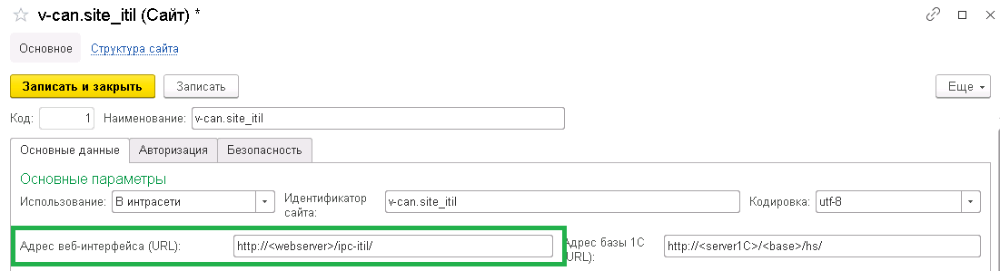 v-can.site_itil (Сайт) *
Основное Структура сайта
Записать и закрыть Записать Еще
Код: 1 Наименование: v-can.site_itil
Основные данные Авторизация Безопасность
Основные параметры
Использование: В интрасети Идентификатор сайта: v-can.site_itil Кодировка: utf-8
Адрес веб-интерфейса (URL): http://<webserver>/ipc-itil/ Адрес базы 1С (URL): http://<server1C>/<base>/hs/